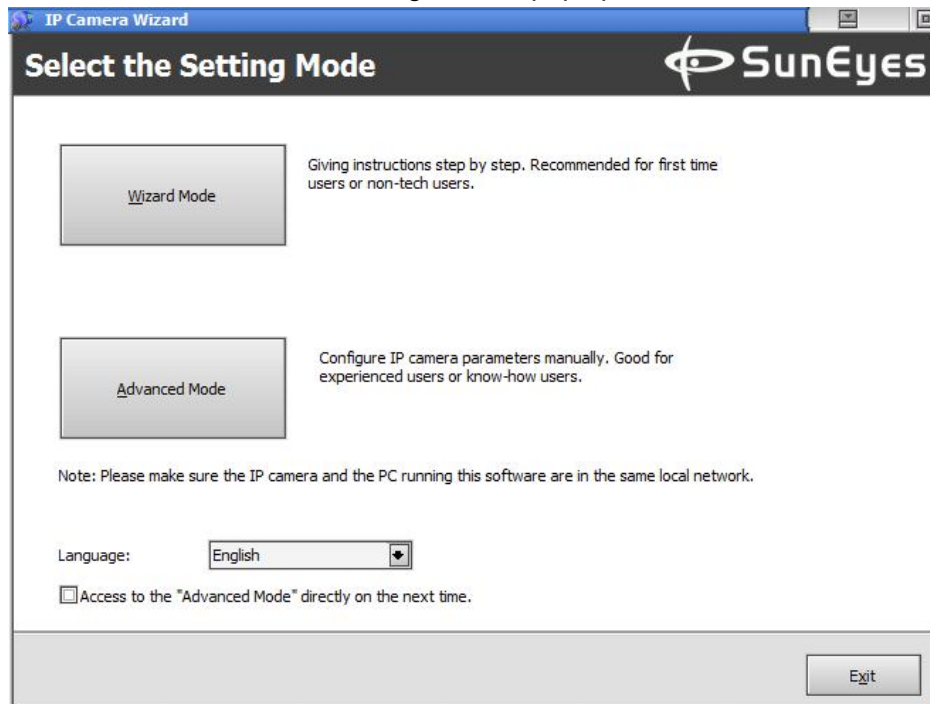 IP Camera Wizard
Select the Setting Mode
SunEyes
Wizard Mode
Giving instructions step by step. Recommended for first time
users or non-tech users.
Advanced Mode
Configure IP camera parameters manually. Good for
experienced users or know-how users.
Note: Please make sure the IP camera and the PC running this software are in the same local network.
Language:
English
Access to the "Advanced Mode" directly on the next time.
Exit